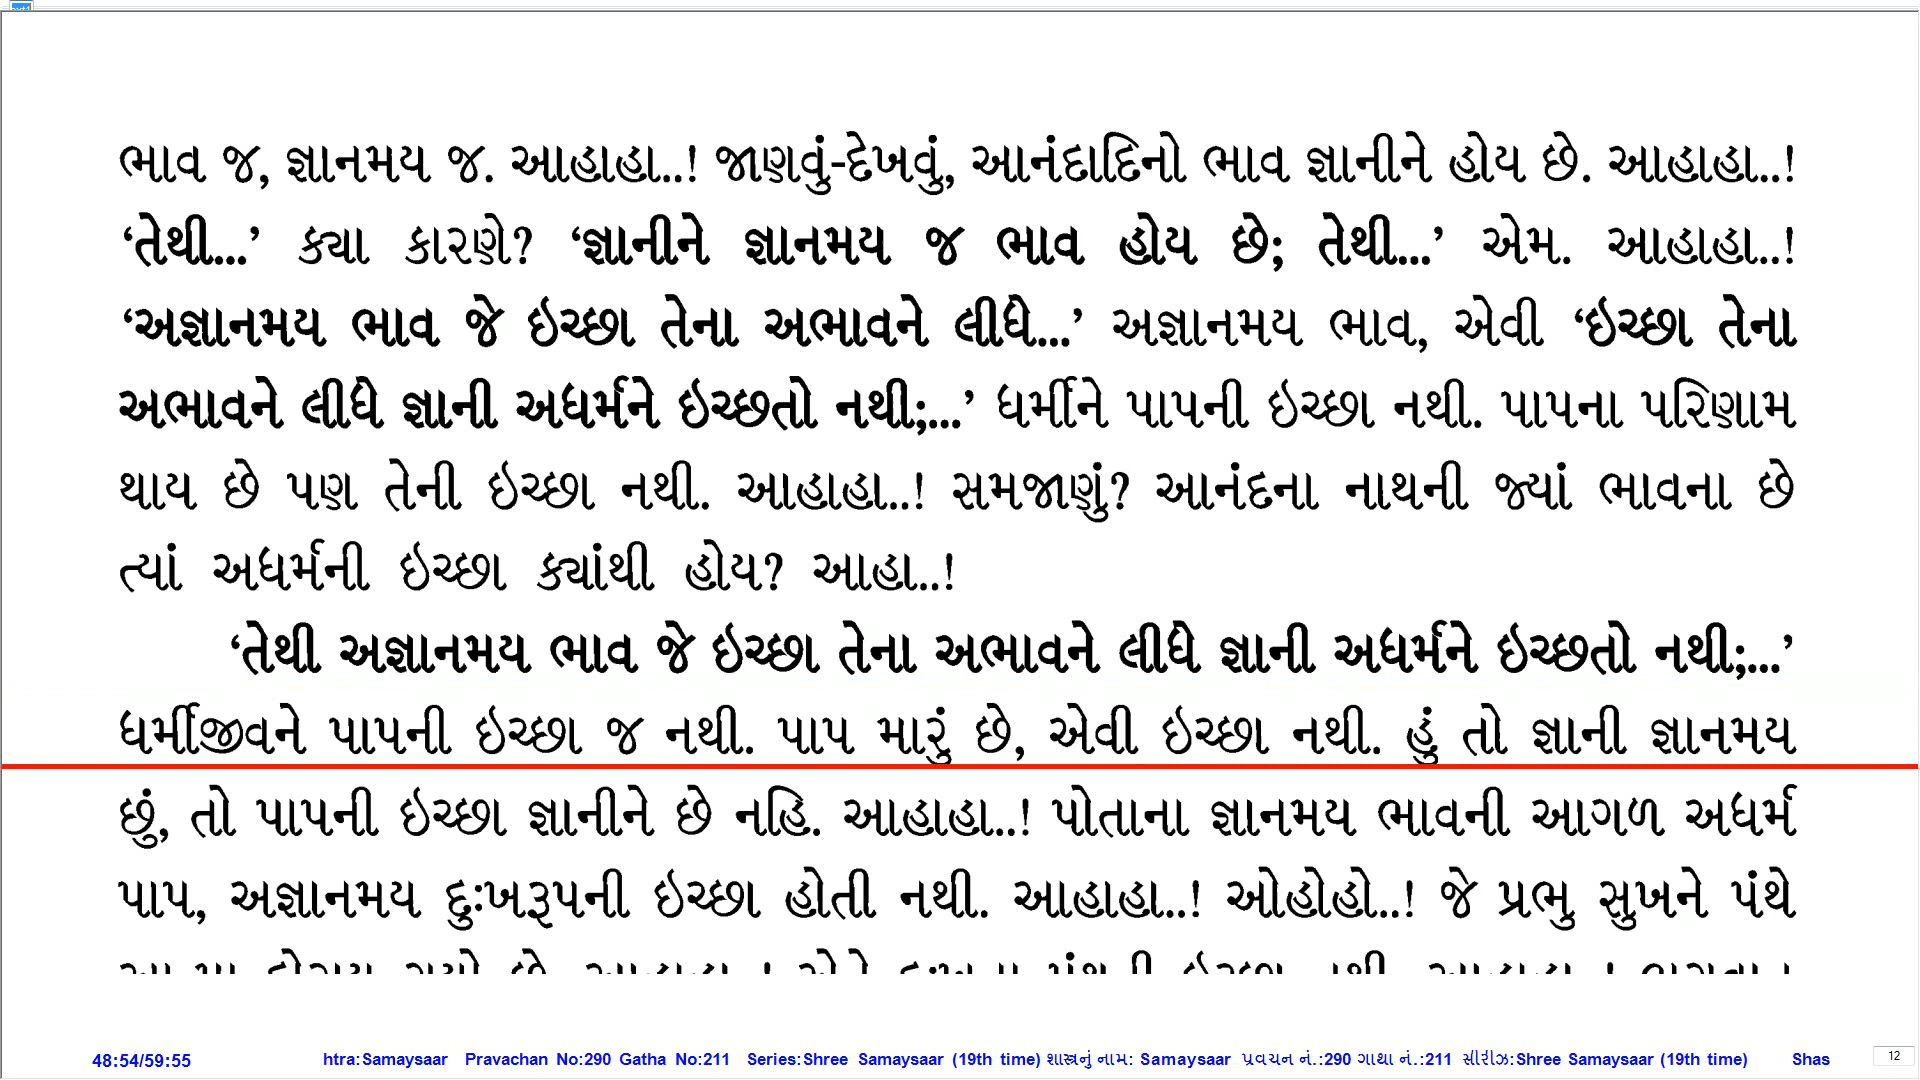 ભાવ જ, જ્ઞાનમય જ. આહાહા..! જાણવું-દેખવું, આનંદાદિનો ભાવ જ્ઞાનીને હોય છે. આહાહા..!
‘તેથી...’ ક્યા કારણે? ‘જ્ઞાનીને જ્ઞાનમય જ ભાવ હોય છે; તેથી...’ એમ. આહાહા..!
‘અજ્ઞાનમય ભાવ જે ઇચ્છા તેના અભાવને લીધે...’ અજ્ઞાનમય ભાવ, એવી ‘ઇચ્છા તેના
અભાવને લીધે જ્ઞાની અધર્મને ઇચ્છતો નથી;...’ ધર્મીને પાપની ઇચ્છા નથી. પાપના પરિણામ
થાય છે પણ તેની ઇચ્છા નથી. આહાહા..! સમજાણું? આનંદના નાથની જ્યાં ભાવના છે
ત્યાં અધર્મની ઇચ્છા ક્યાંથી હોય? આહા..!
‘તેથી અજ્ઞાનમય ભાવ જે ઇચ્છા તેના અભાવને લીધે જ્ઞાની અધર્મને ઇચ્છતો નથી;...’
ધર્મીજીવને પાપની ઇચ્છા જ નથી. પાપ મારું છે, એવી ઇચ્છા નથી. હું તો જ્ઞાની જ્ઞાનમય
છું, તો પાપની ઇચ્છા જ્ઞાનીને છે નહિ. આહાહા..! પોતાના જ્ઞાનમય ભાવની આગળ અધર્મ
પાપ, અજ્ઞાનમય દુઃખરૂપની ઇચ્છા હોતી નથી. આહાહા..! ઓહોહો..! જે પ્રભુ સુખને પંથે
48:54/59:55 htra:Samaysaar Pravachan No:290 Gatha No:211 Series:Shree Samaysaar (19th time) શાસ્ત્રનું નામ: Samaysaar પ્રવચન નં.:290 ગાથા નં.:211 સીરીઝ:Shree Samaysaar (19th time) Shas 12